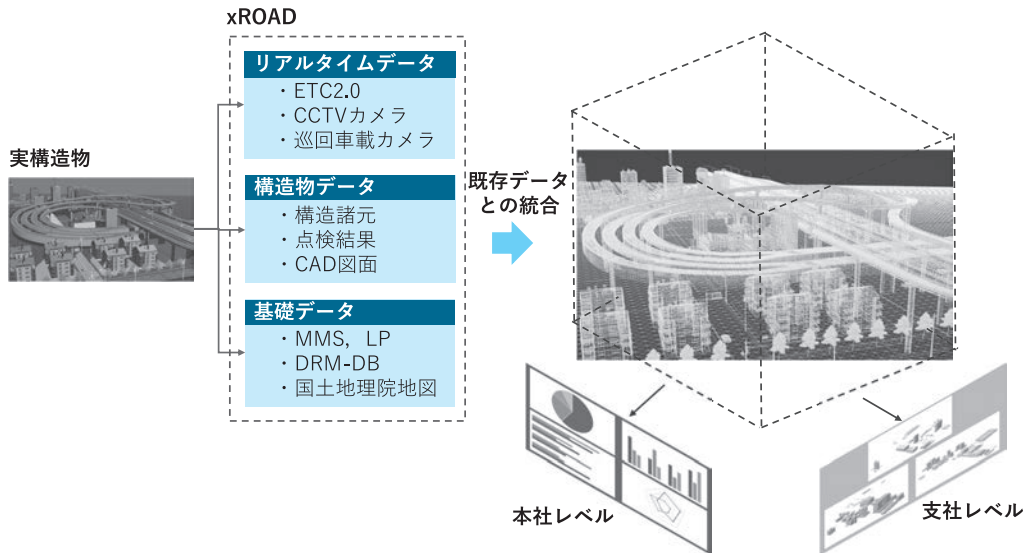 xROAD
リアルタイムデータ
・ETC2.0
・CCTVカメラ
・巡回車載カメラ
実構造物
構造物データ
・構造諸元
・点検結果
・CAD図面
既存データ
との統合
基礎データ
・MMS，LP
・DRM-DB
・国土地理院地図
本社レベル
支社レベル